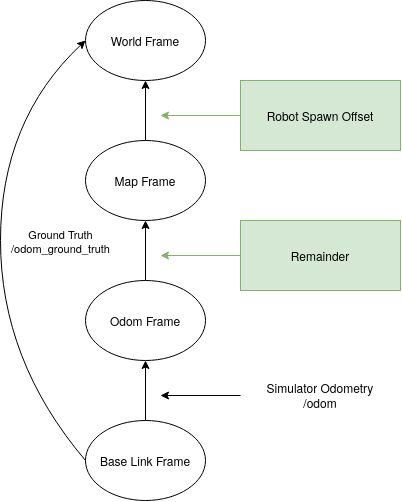 World Frame
Robot Spawn Offset
Map Frame
Ground Truth
/odom_ground_truth
Remainder
Odom Frame
Simulator Odometry
/odom
Base Link Frame